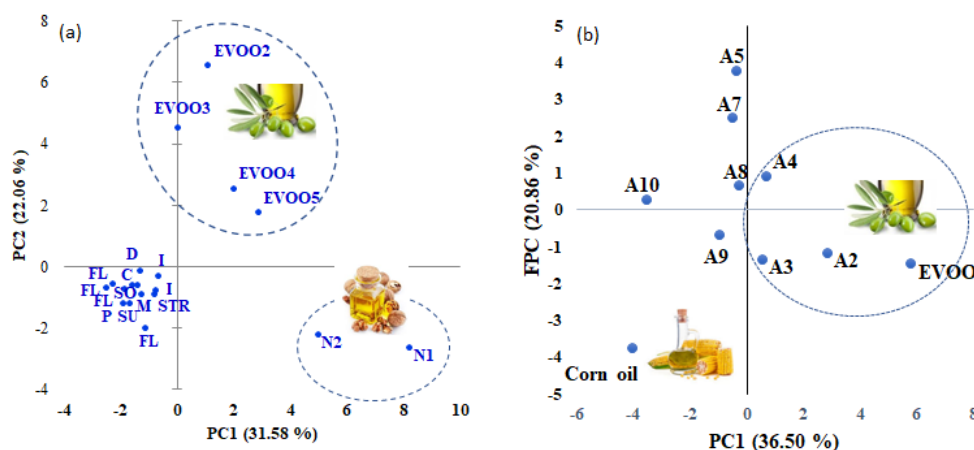 (a)
8
6
4
2
0
-2
-4
PC2 (22.06 %)
EVOO2
EVOO3
EVOO4
EVOO5
D
I
FL
C
FL
SO
I
FL
M
STR
P
SU
FL
N2
N1
-4
-2
0
2
4
6
8
10
PC1 (31.58 %)
(b)
5
4
3
2
1
0
-1
-2
-3
-4
-5
FPC (20.86 %)
A5
A7
A8
A4
A10
A9
A3
A2
EVOO
Corn oil
-6
-4
-2
0
2
4
6
8
PC1 (36.50 %)